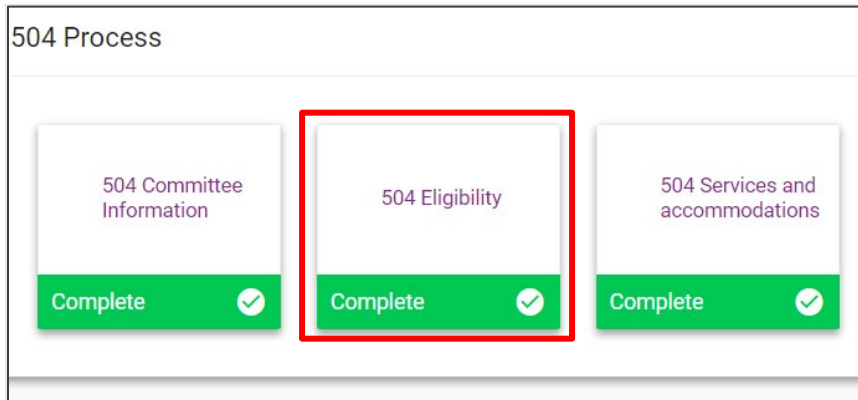 504 Process
504 Committee
Information
504 Eligibility
504 Services and
accommodations
Complete
Complete
Complete